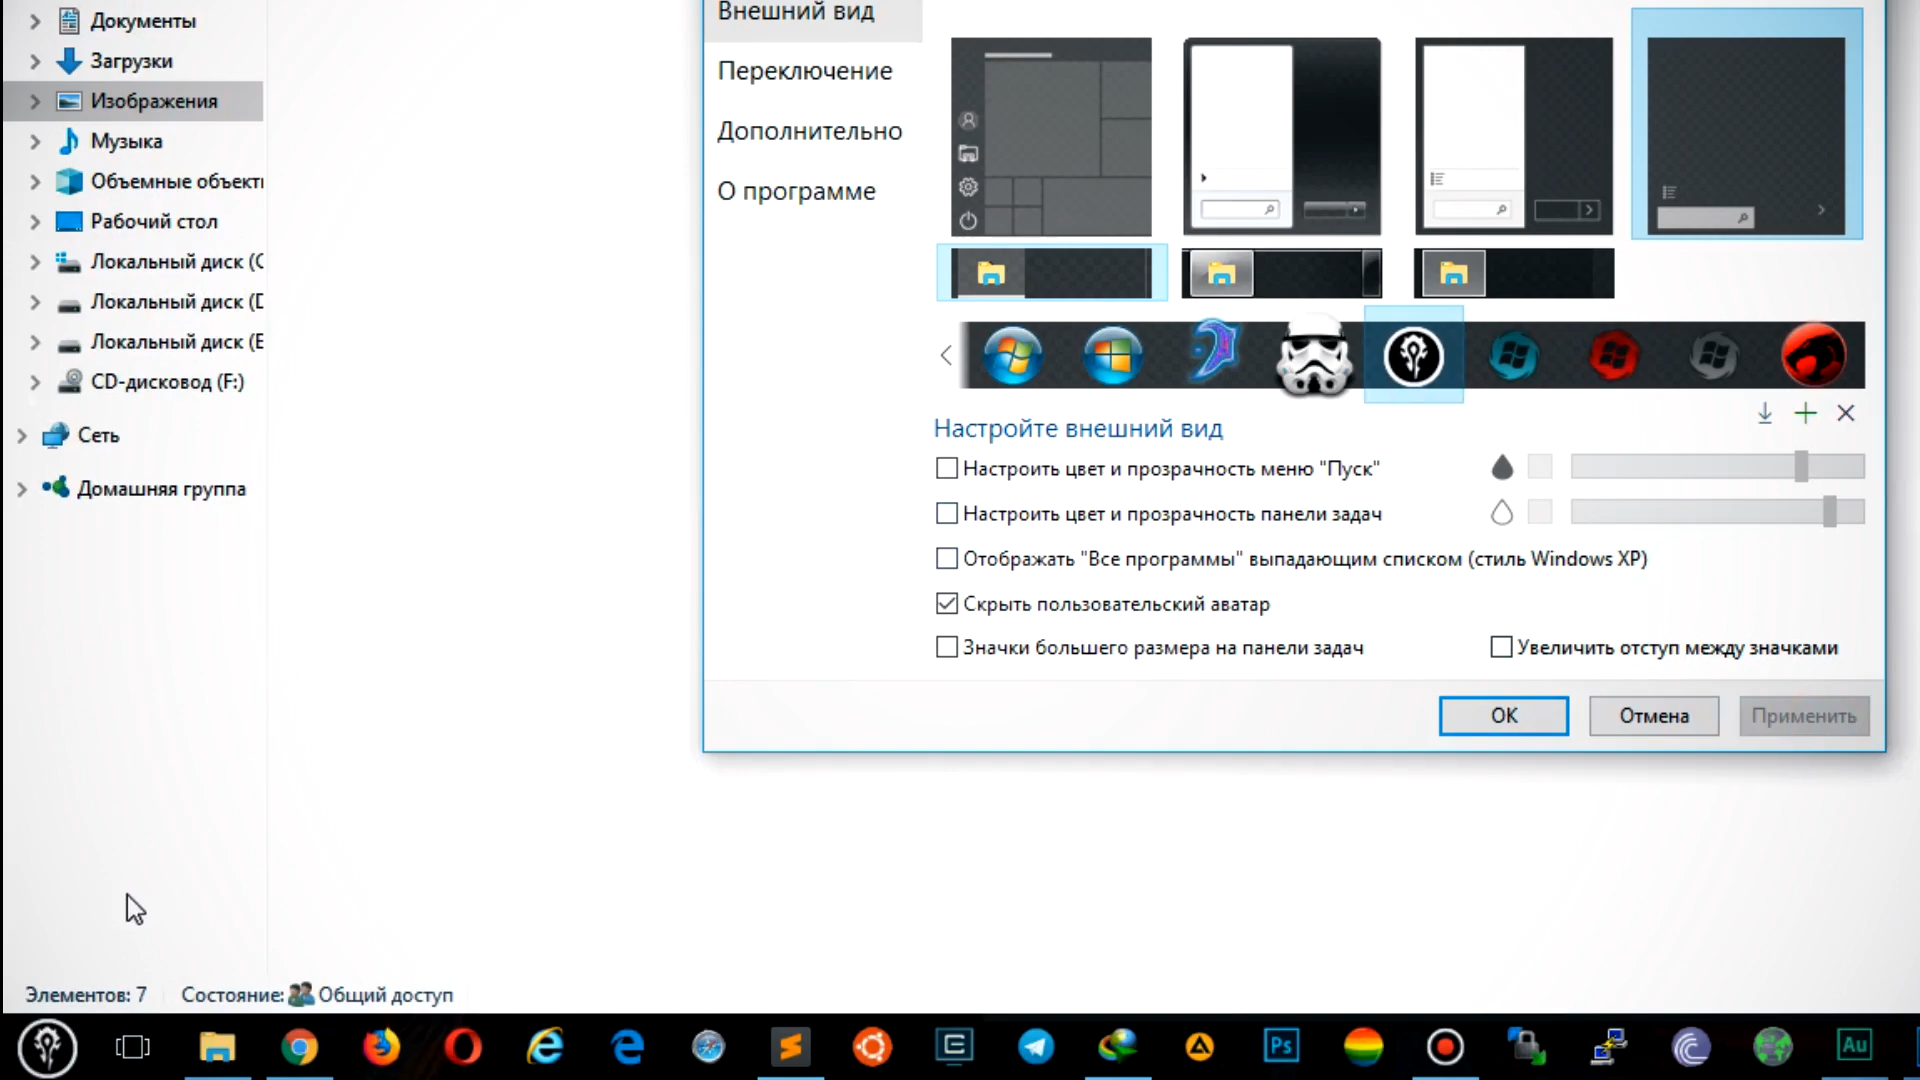 Документы
Загрузки
Изображения
Музыка
Объемные объекты
Рабочий стол
Локальный диск (C
Локальный диск (D
Локальный диск (E
CD-дисковод (F:)
Сеть
Домашняя группа
Элементов: 7
Состояние: Общий доступ
Внешний вид
Переключение
Дополнительно
О программе
Настройте внешний вид
Настроить цвет и прозрачность меню "Пуск"
Настроить цвет и прозрачность панели задач
Отображать "Все программы" выпадающим списком (стиль Windows XP)
Скрыть пользовательский аватар
Значки большего размера на панели задач
Увеличить отступ между значками
ОК
Отмена
Применить
Ps
Au